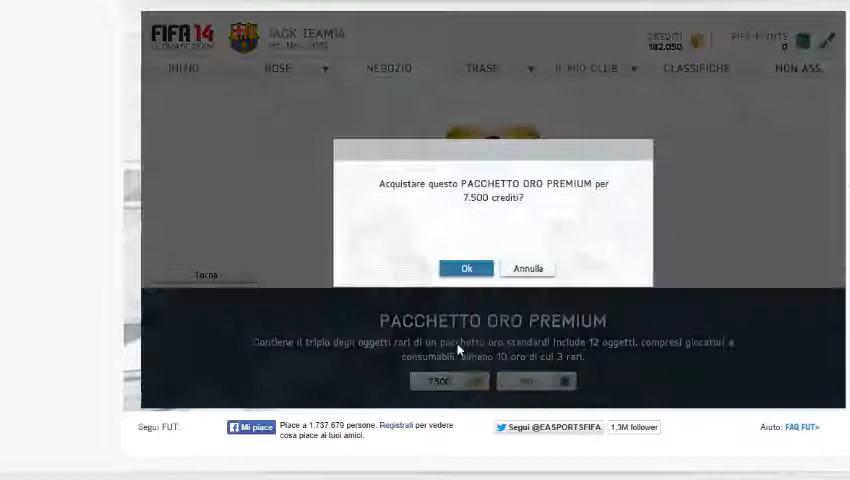 FIFA 14
ULTIMATE TEAM
JACK TEAM14
CREDITI
182.050
FIFA POINTS
0
INIZIO
ROSE
NEGOZIO
TRASF.
IL MIO CLUB
CLASSIFICHE
NON ASS.
Acquistare questo PACCHETTO ORO PREMIUM per
7.500 crediti?
Ok
Annulla
Torna
PACCHETTO ORO PREMIUM
Contiene il triplo degli oggetti rari di un pacchetto oro standard! Include 12 oggetti, compresi giocatori e
consumabili, almeno 10 oro di cui 3 rari.
7.500
Segui FUT:
Mi piace
Piace a 1.737.679 persone. Registrati per vedere
cosa piace ai tuoi amici.
Segui @EASPORTSFIFA
1,3M follower
Aiuto: FAQ FUT»